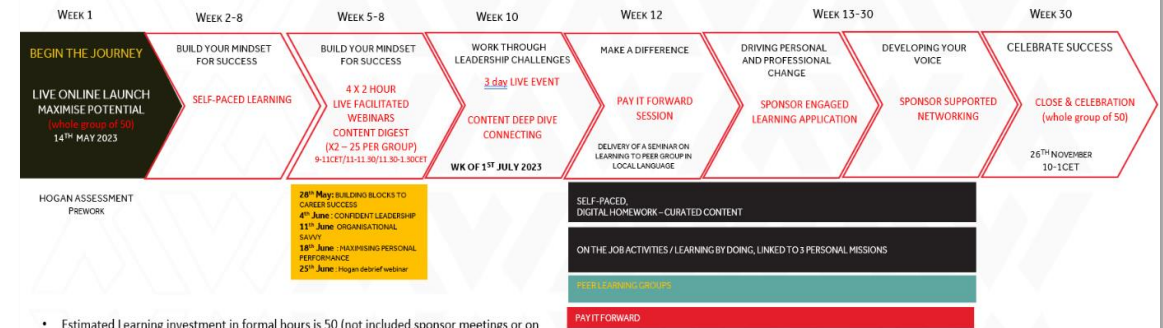 WEEK 1
WEEK 2-8
WEEK 5-8
WEEK 10
WEEK 12
WEEK 13-30
WEEK 30
BEGIN THE JOURNEY
LIVE ONLINE LAUNCH
MAXIMISE POTENTIAL
(whole group of 50)
14TH MAY 2023
BUILD YOUR MINDSET
FOR SUCCESS
SELF-PACED LEARNING
BUILD YOUR MINDSET
FOR SUCCESS
4 X 2 HOUR
LIVE FACILITATED
WEBINARS
CONTENT DIGEST
(X2 – 25 PER GROUP)
9-11CET/11-11.30/11.30-1.30CET
WORK THROUGH
LEADERSHIP CHALLENGES
3 day LIVE EVENT
CONTENT DEEP DIVE
CONNECTING
WK OF 1ST JULY 2023
MAKE A DIFFERENCE
PAY IT FORWARD
SESSION
DELIVERY OF A SEMINAR ON
LEARNING TO PEER GROUP IN
LOCAL LANGUAGE
DRIVING PERSONAL
AND PROFESSIONAL
CHANGE
SPONSOR ENGAGED
LEARNING APPLICATION
DEVELOPING YOUR
VOICE
SPONSOR SUPPORTED
NETWORKING
CELEBRATE SUCCESS
CLOSE & CELEBRATION
(whole group of 50)
26TH NOVEMBER
10-1CET
HOGAN ASSESSMENT
PREWORK
28th May: BUILDING BLOCKS TO
CAREER SUCCESS
4th June : CONFIDENT LEADERSHIP
11th June ORGANISATIONAL
SAVVY
18th June : MAXIMISING PERSONAL
PERFORMANCE
25th June : Hogan debrief webinar
SELF-PACED,
DIGITAL HOMEWORK – CURATED CONTENT
ON THE JOB ACTIVITIES / LEARNING BY DOING, LINKED TO 3 PERSONAL MISSIONS
PEER LEARNING GROUPS
PAY IT FORWARD
• Estimated Learning investment in formal hours is 50 (not included sponsor meetings or on